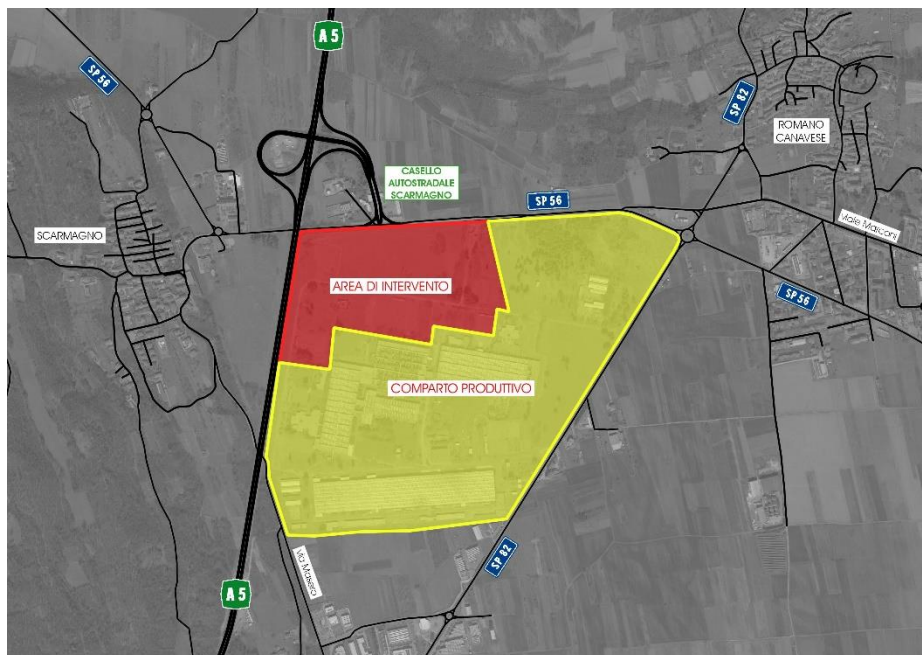 A 5
SP 56
SP 82
ROMANO
CANAVESE
CASELLO
AUTOSTRADALE
SCARMAGNO
SP 56
SCARMAGNO
Viale Marconi
AREA DI INTERVENTO
SP 56
COMPARTO PRODUTTIVO
SP 82
Via Masero
A 5